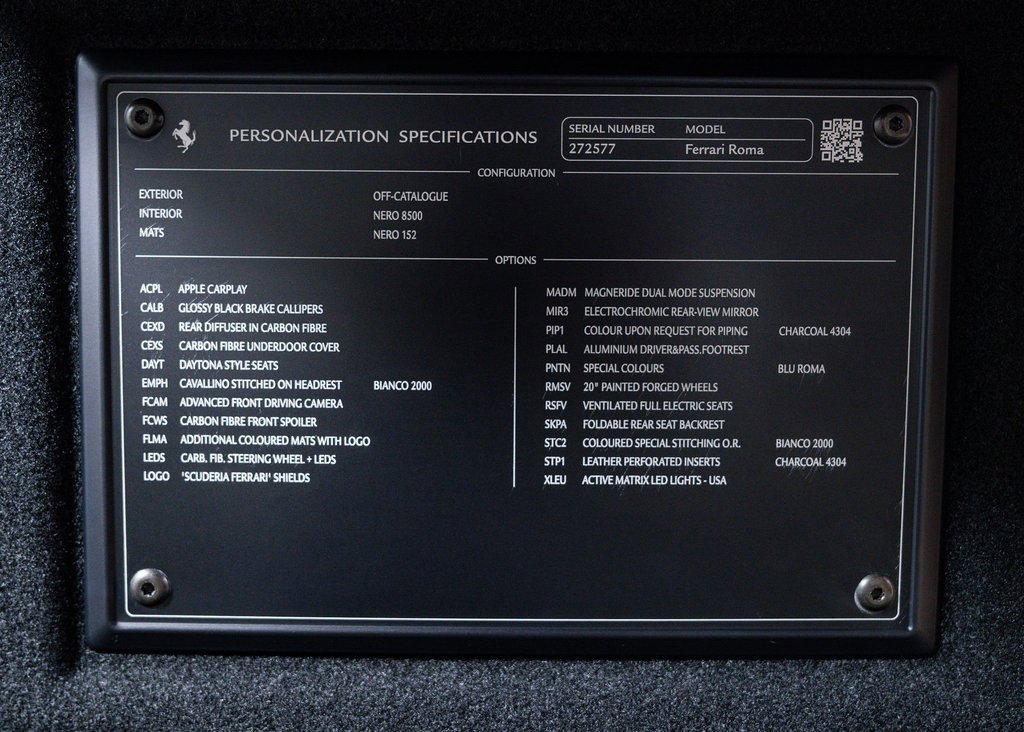 PERSONALIZATION SPECIFICATIONS
SERIAL NUMBER MODEL
272577 Ferrari Roma
CONFIGURATION
EXTERIOR OFF-CATALOGUE
INTERIOR NERO 8500
MATS NERO 152
OPTIONS
ACPL APPLE CARPLAY
CALB GLOSSY BLACK BRAKE CALLIPERS
CEXD REAR DIFFUSER IN CARBON FIBRE
CEXS CARBON FIBRE UNDERDOOR COVER
DAYT DAYTONA STYLE SEATS
EMPH CAVALLINO STITCHED ON HEADREST BIANCO 2000
FCAM ADVANCED FRONT DRIVING CAMERA
FCWS CARBON FIBRE FRONT SPOILER
FLMA ADDITIONAL COLOURED MATS WITH LOGO
LEDS CARB. FIB. STEERING WHEEL + LEDS
LOGO 'SCUDERIA FERRARI' SHIELDS
MADM MAGNERIDE DUAL MODE SUSPENSION
MIR3 ELECTROCHROMIC REAR-VIEW MIRROR
PIP1 COLOUR UPON REQUEST FOR PIPING CHARCOAL 4304
PLAL ALUMINIUM DRIVER&PASS.FOOTREST
PNTN SPECIAL COLOURS BLU ROMA
RMSV 20" PAINTED FORGED WHEELS
RSFV VENTILATED FULL ELECTRIC SEATS
SKPA FOLDABLE REAR SEAT BACKREST
STC2 COLOURED SPECIAL STITCHING O.R. BIANCO 2000
STP1 LEATHER PERFORATED INSERTS CHARCOAL 4304
XLEU ACTIVE MATRIX LED LIGHTS - USA